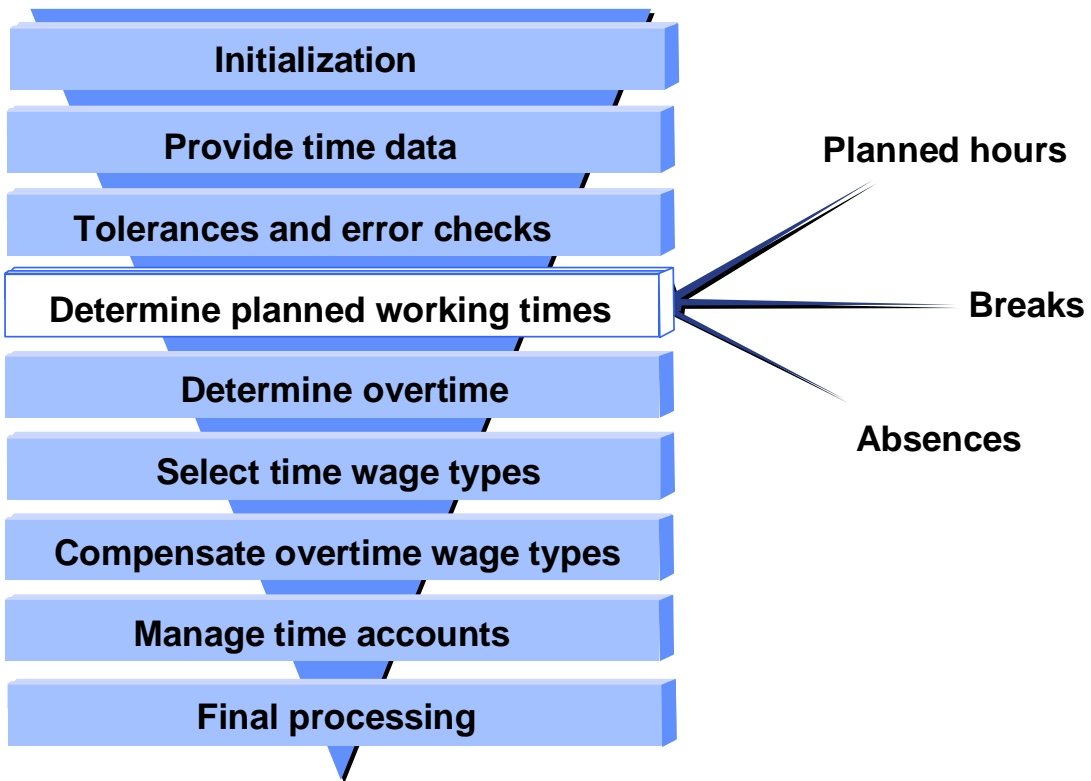 Initialization
Provide time data
Planned hours
Tolerances and error checks
Determine planned working times
Breaks
Determine overtime
Absences
Select time wage types
Compensate overtime wage types
Manage time accounts
Final processing